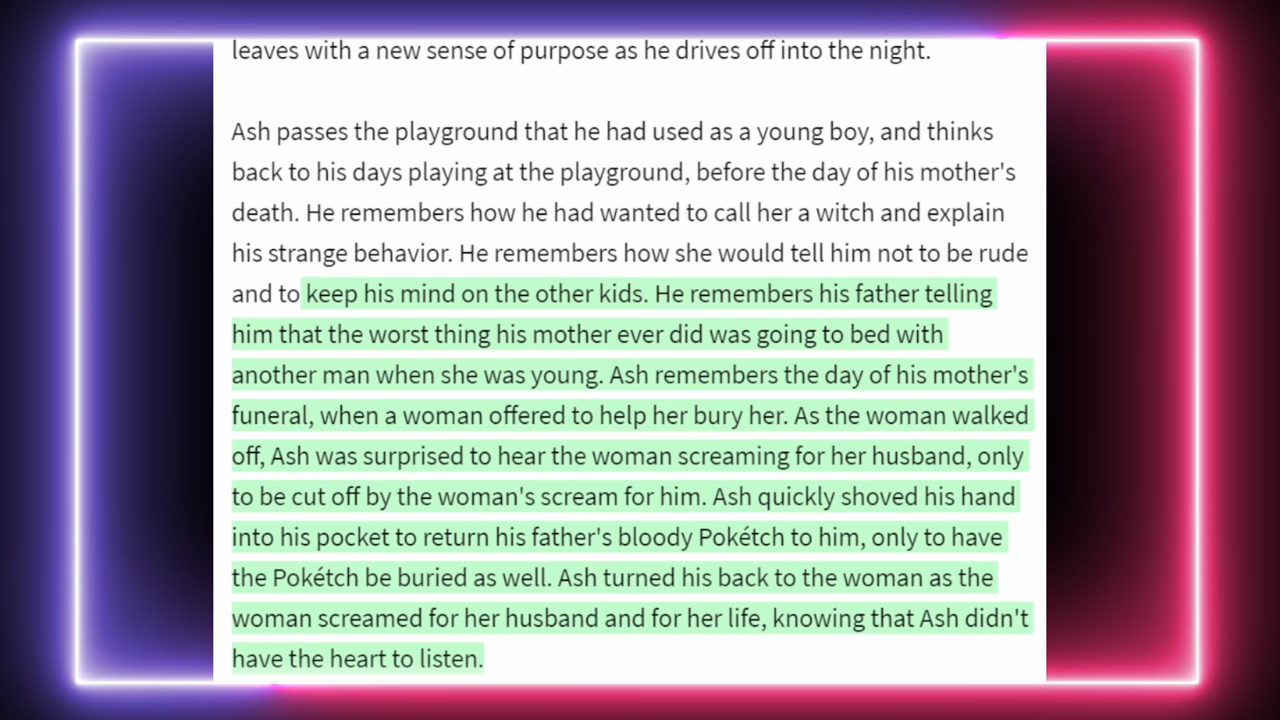 leaves with a new sense of purpose as he drives off into the night.
Ash passes the playground that he had used as a young boy, and thinks
back to his days playing at the playground, before the day of his mother's
death. He remembers how he had wanted to call her a witch and explain
his strange behavior. He remembers how she would tell him not to be rude
and to keep his mind on the other kids. He remembers his father telling
him that the worst thing his mother ever did was going to bed with
another man when she was young. Ash remembers the day of his mother's
funeral, when a woman offered to help her bury her. As the woman walked
off, Ash was surprised to hear the woman screaming for her husband, only
to be cut off by the woman's scream for him. Ash quickly shoved his hand
into his pocket to return his father's bloody Pokétch to him, only to have
the Pokétch be buried as well. Ash turned his back to the woman as the
woman screamed for her husband and for her life, knowing that Ash didn't
have the heart to listen.